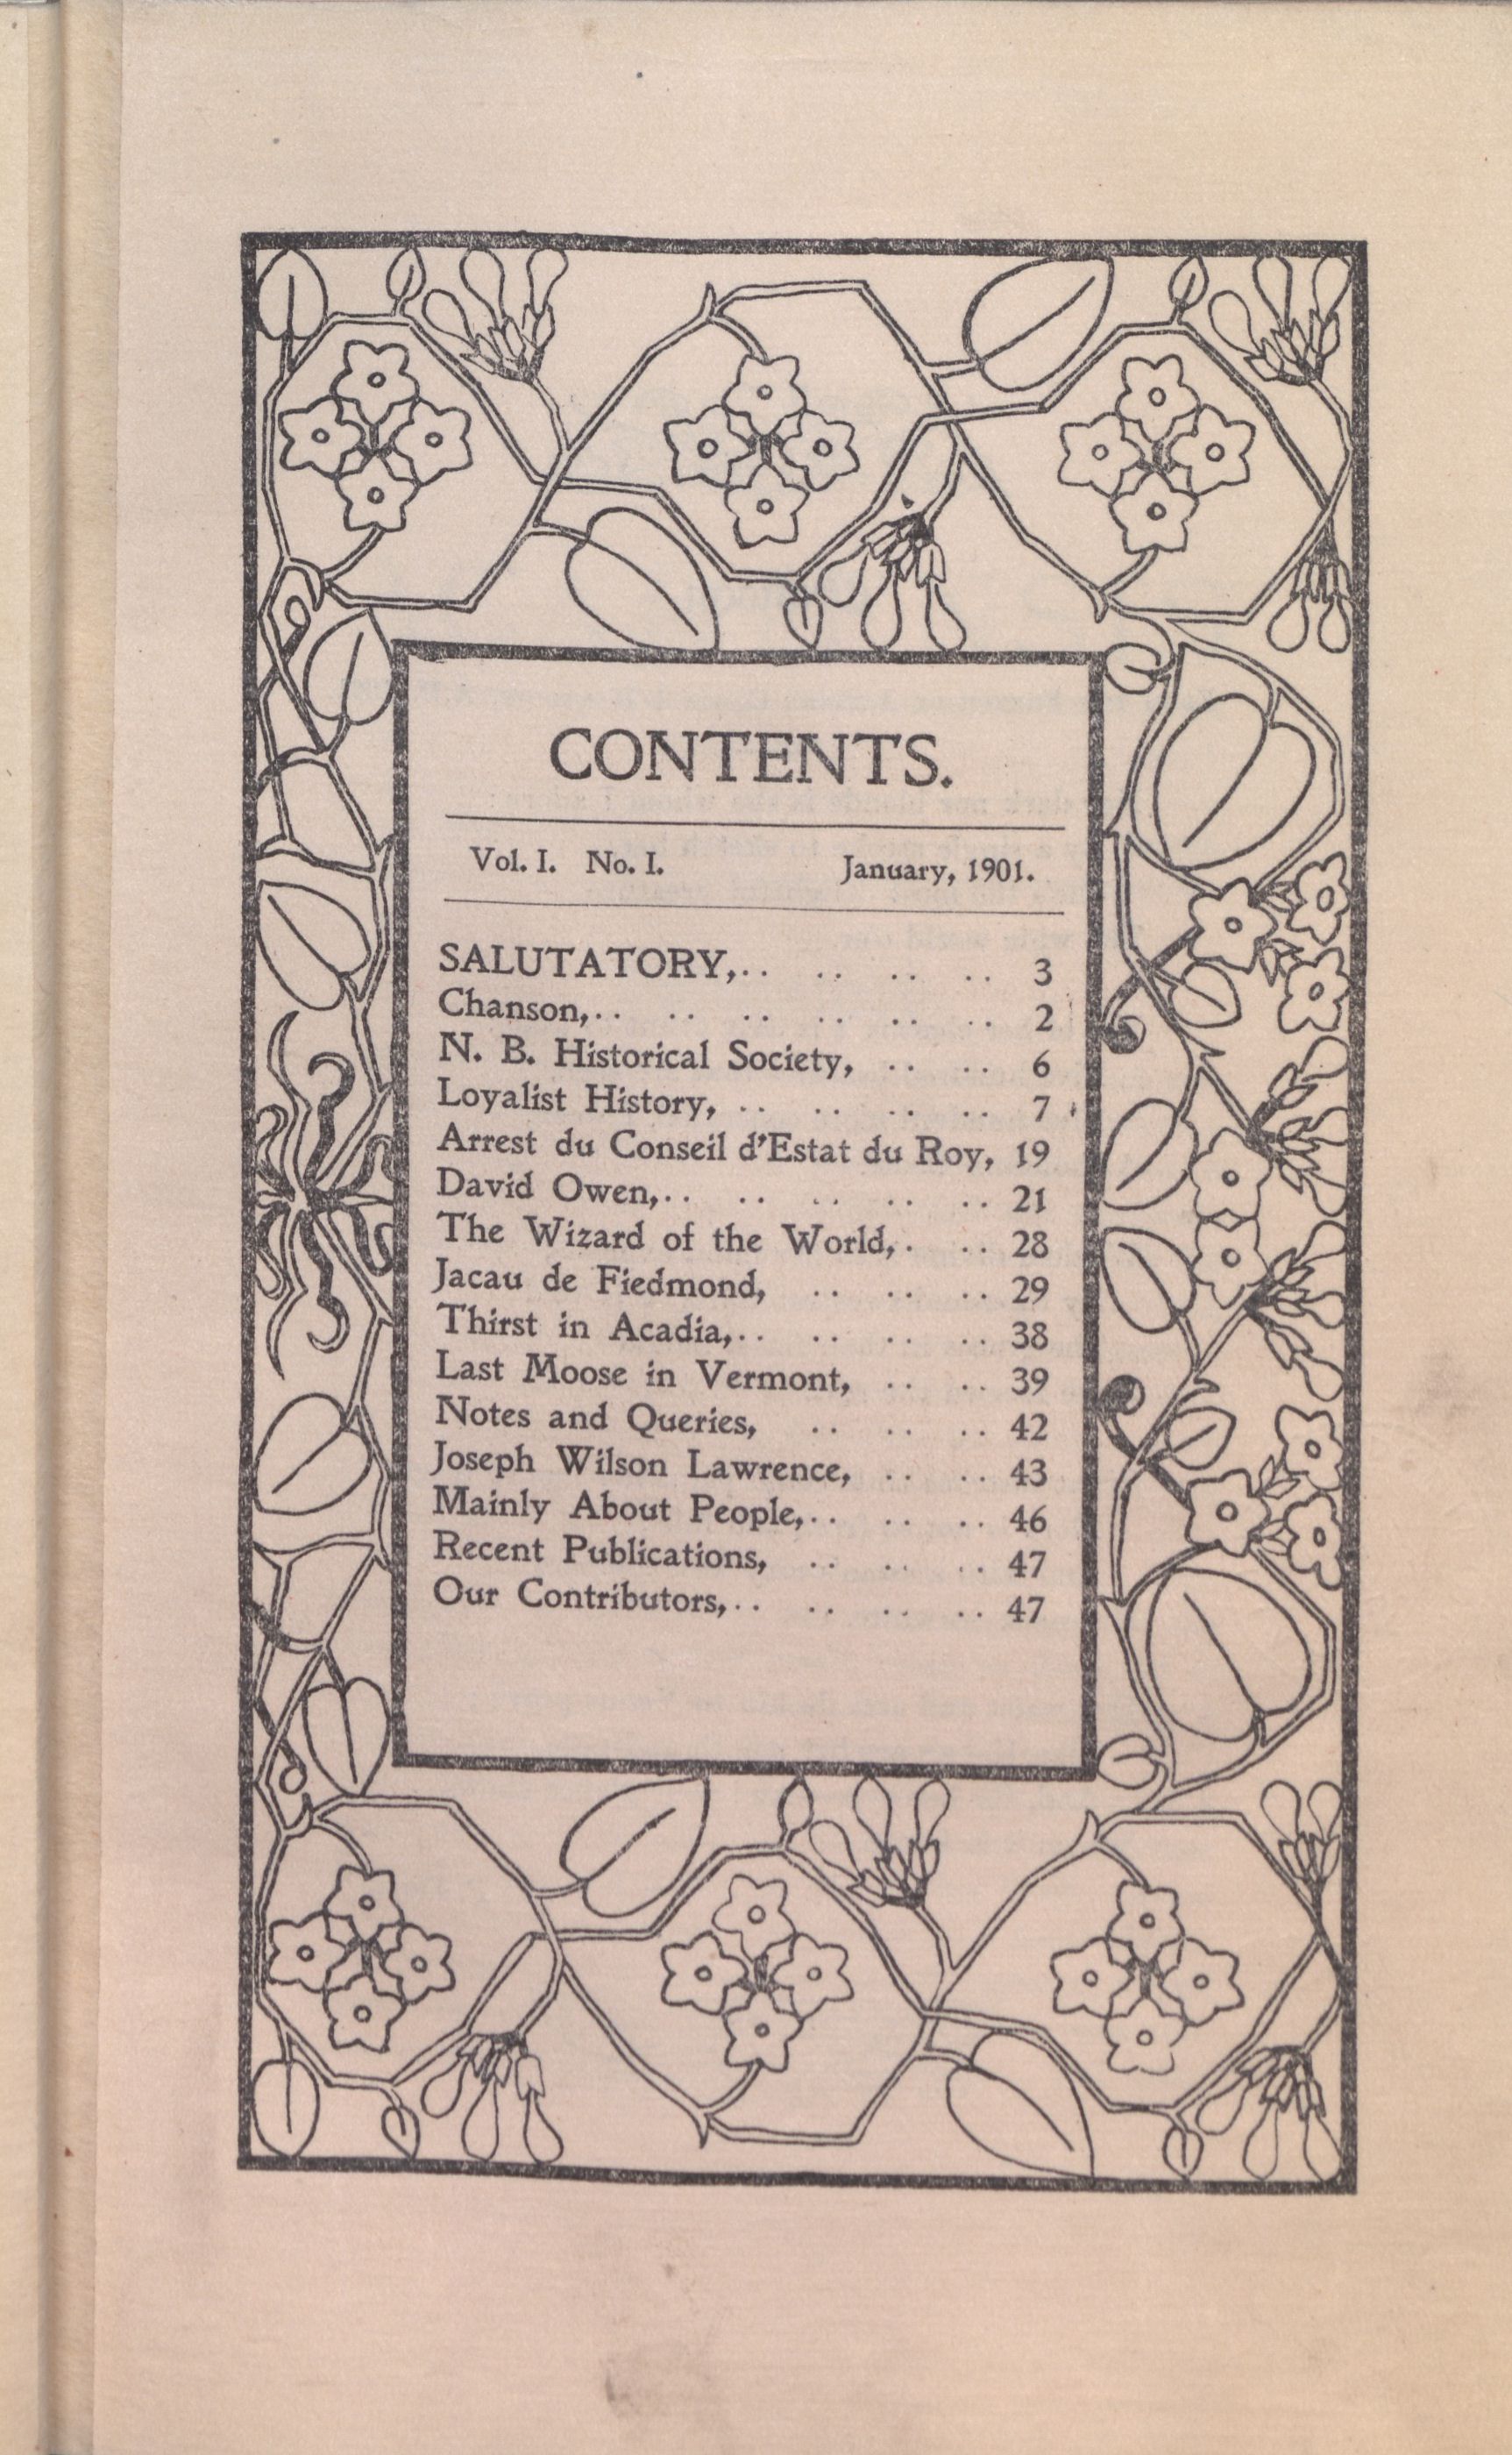 CONTENTS.
Vol. I. No. I. January, 1901.
SALUTATORY,.. .. .. .. 3
Chanson,.. .. .. .. .. .. 2
N. B. Historical Society, .. .. 6
Loyalist History, .. .. .. .. 7
Arrest du Conseil d'Estat du Roy, 19
David Owen,.. .. .. .. .. 21
The Wizard of the World,. .. 28
Jacau de Fiedmond, .. .. .. 29
Thirst in Acadia,.. .. .. .. 38
Last Moose in Vermont, .. .. 39
Notes and Queries, .. .. .. 42
Joseph Wilson Lawrence, .. .. 43
Mainly About People,.. .. .. 46
Recent Publications, .. .. .. 47
Our Contributors,.. .. .. .. 47